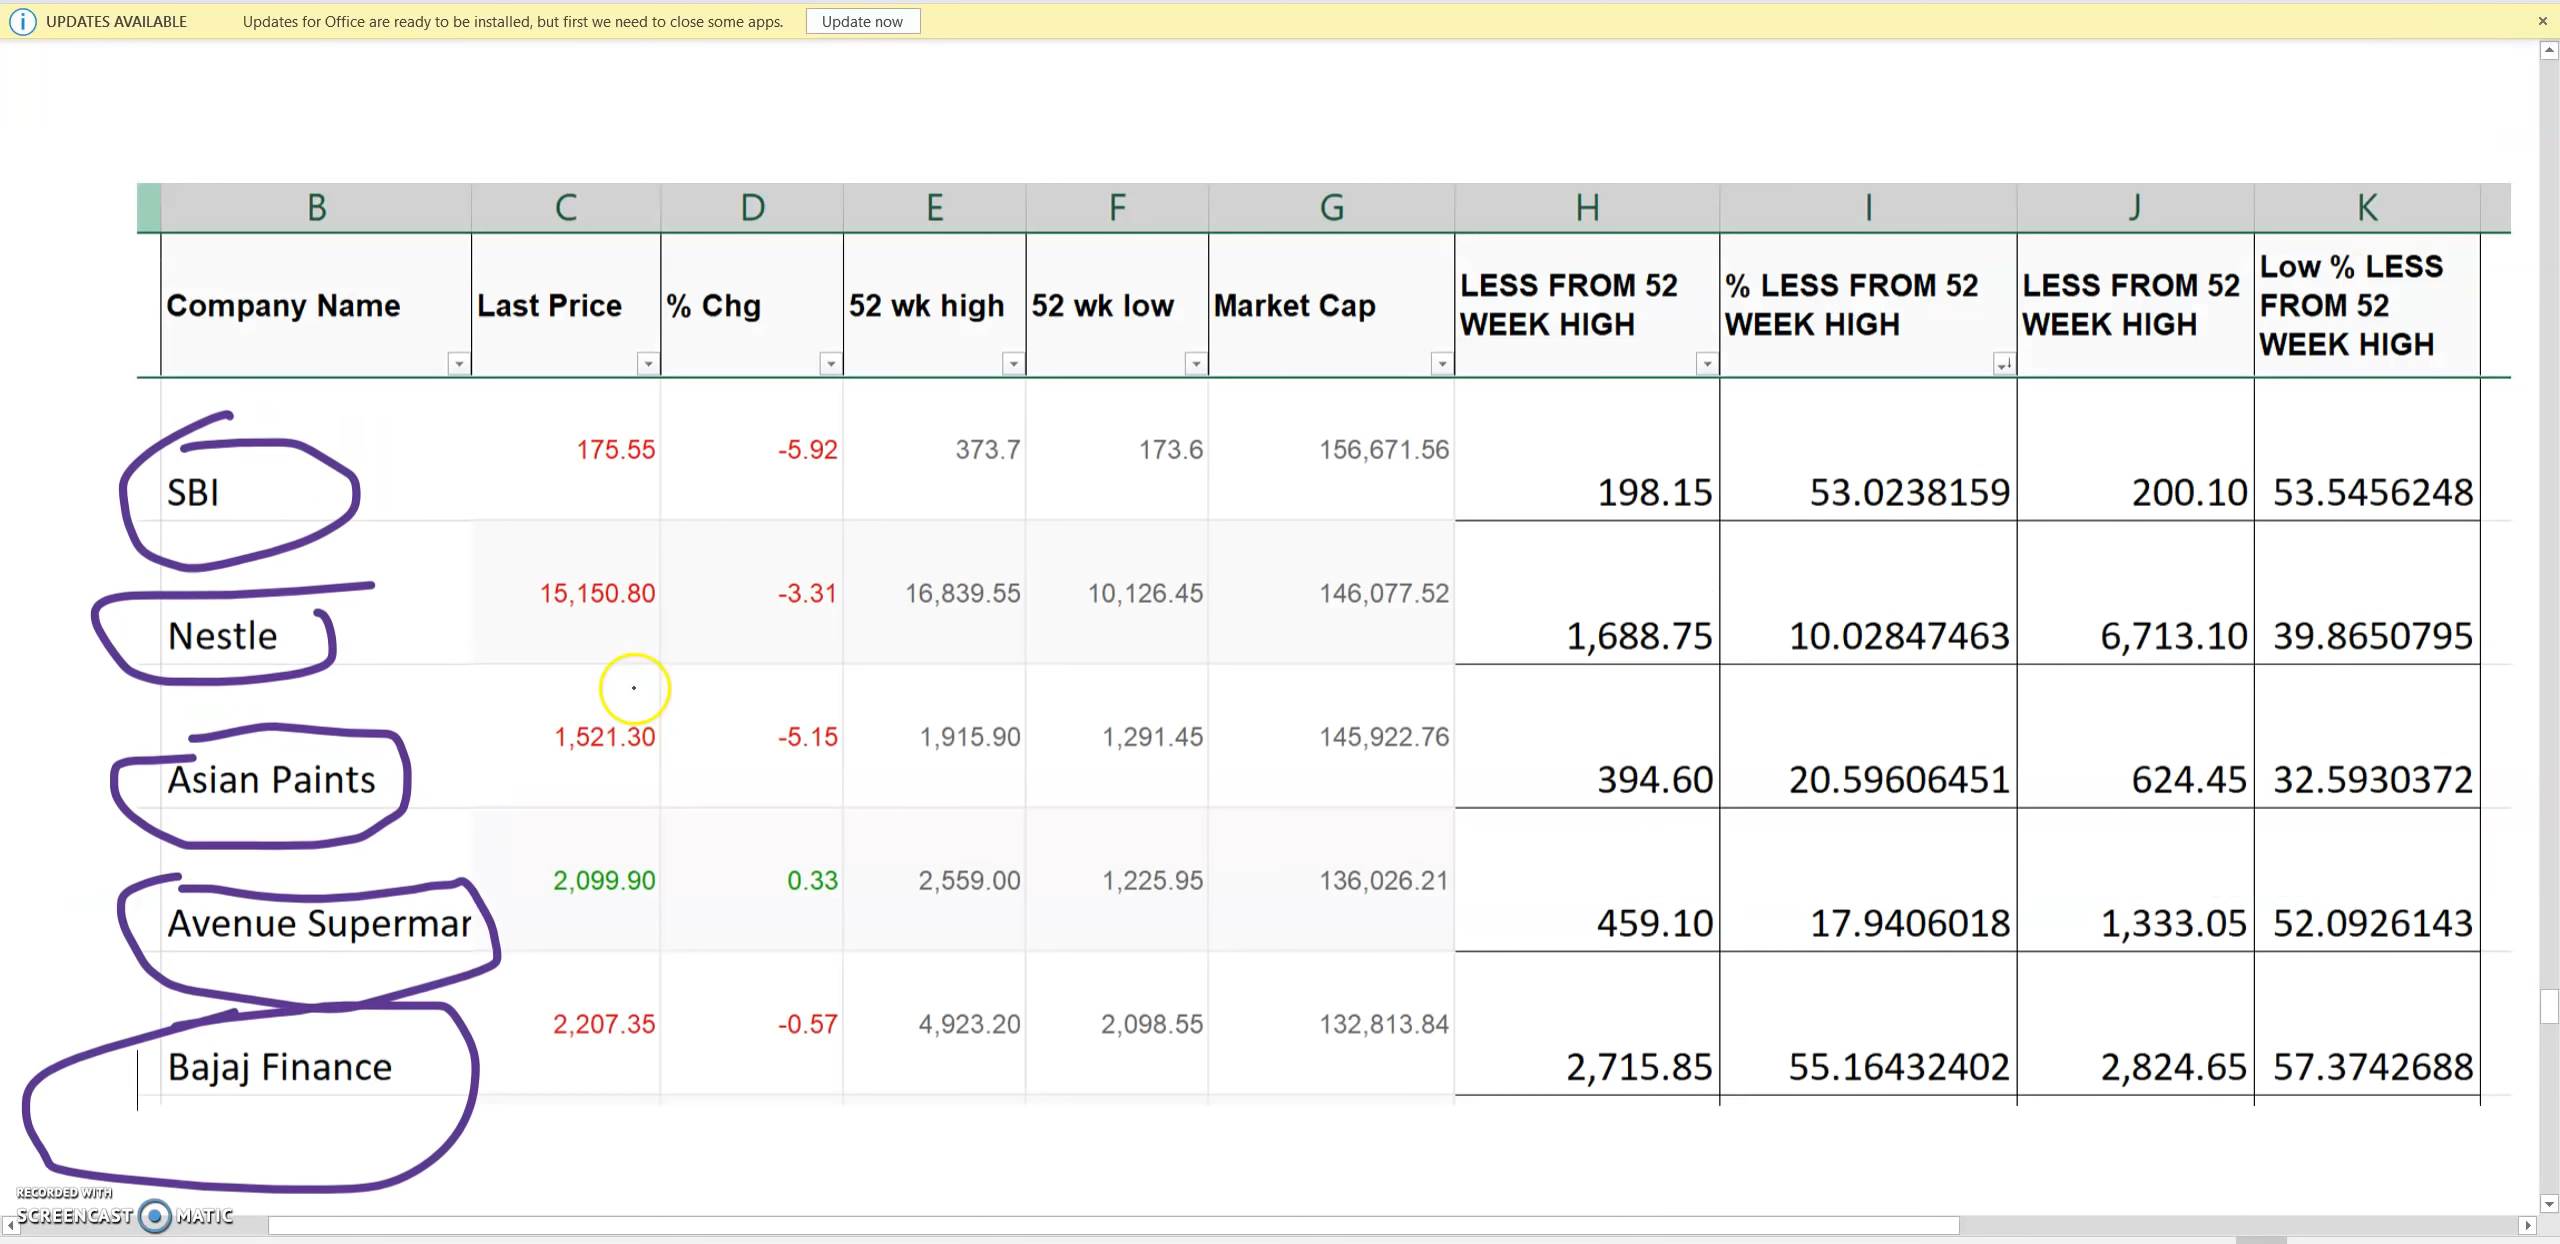 UPDATES AVAILABLE Updates for Office are ready to be installed, but first we need to close some apps. Update now
B C D E F G H I J K
Company Name Last Price % Chg 52 wk high 52 wk low Market Cap LESS FROM 52 WEEK HIGH % LESS FROM 52 WEEK HIGH LESS FROM 52 WEEK HIGH Low % LESS FROM 52 WEEK HIGH
SBI 175.55 -5.92 373.7 173.6 156,671.56 198.15 53.0238159 200.10 53.5456248
Nestle 15,150.80 -3.31 16,839.55 10,126.45 146,077.52 1,688.75 10.02847463 6,713.10 39.8650795
Asian Paints 1,521.30 -5.15 1,915.90 1,291.45 145,922.76 394.60 20.59606451 624.45 32.5930372
Avenue Supermar 2,099.90 0.33 2,559.00 1,225.95 136,026.21 459.10 17.9406018 1,333.05 52.0926143
Bajaj Finance 2,207.35 -0.57 4,923.20 2,098.55 132,813.84 2,715.85 55.16432402 2,824.65 57.3742688
RECORDED WITH
SCREENCAST MATIC